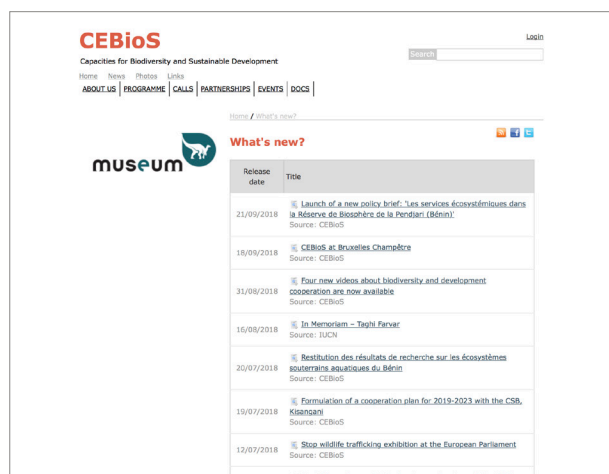 CEBioS
Login
Capacities for Biodiversity and Sustainable Development
Search
Home News Photos Links
ABOUT US PROGRAMME CALLS PARTNERSHIPS EVENTS DOCS
Home / What's new?
museum
What's new?
Release date
Title
21/09/2018
Launch of a new policy brief: 'Les services écosystémiques dans
la Réserve de Biosphère de la Pendjari (Bénin)'
Source: CEBioS
18/09/2018
CEBioS at Bruxelles Champêtre
Source: CEBioS
31/08/2018
Four new videos about biodiversity and development
cooperation are now available
Source: CEBioS
16/08/2018
In Memoriam – Taghi Farvar
Source: IUCN
20/07/2018
Restitution des résultats de recherche sur les écosystèmes
souterrains aquatiques du Bénin
Source: CEBioS
19/07/2018
Formulation of a cooperation plan for 2019-2023 with the CSB,
Kisangani
Source: CEBioS
12/07/2018
Stop wildlife trafficking exhibition at the European Parliament
Source: CEBioS